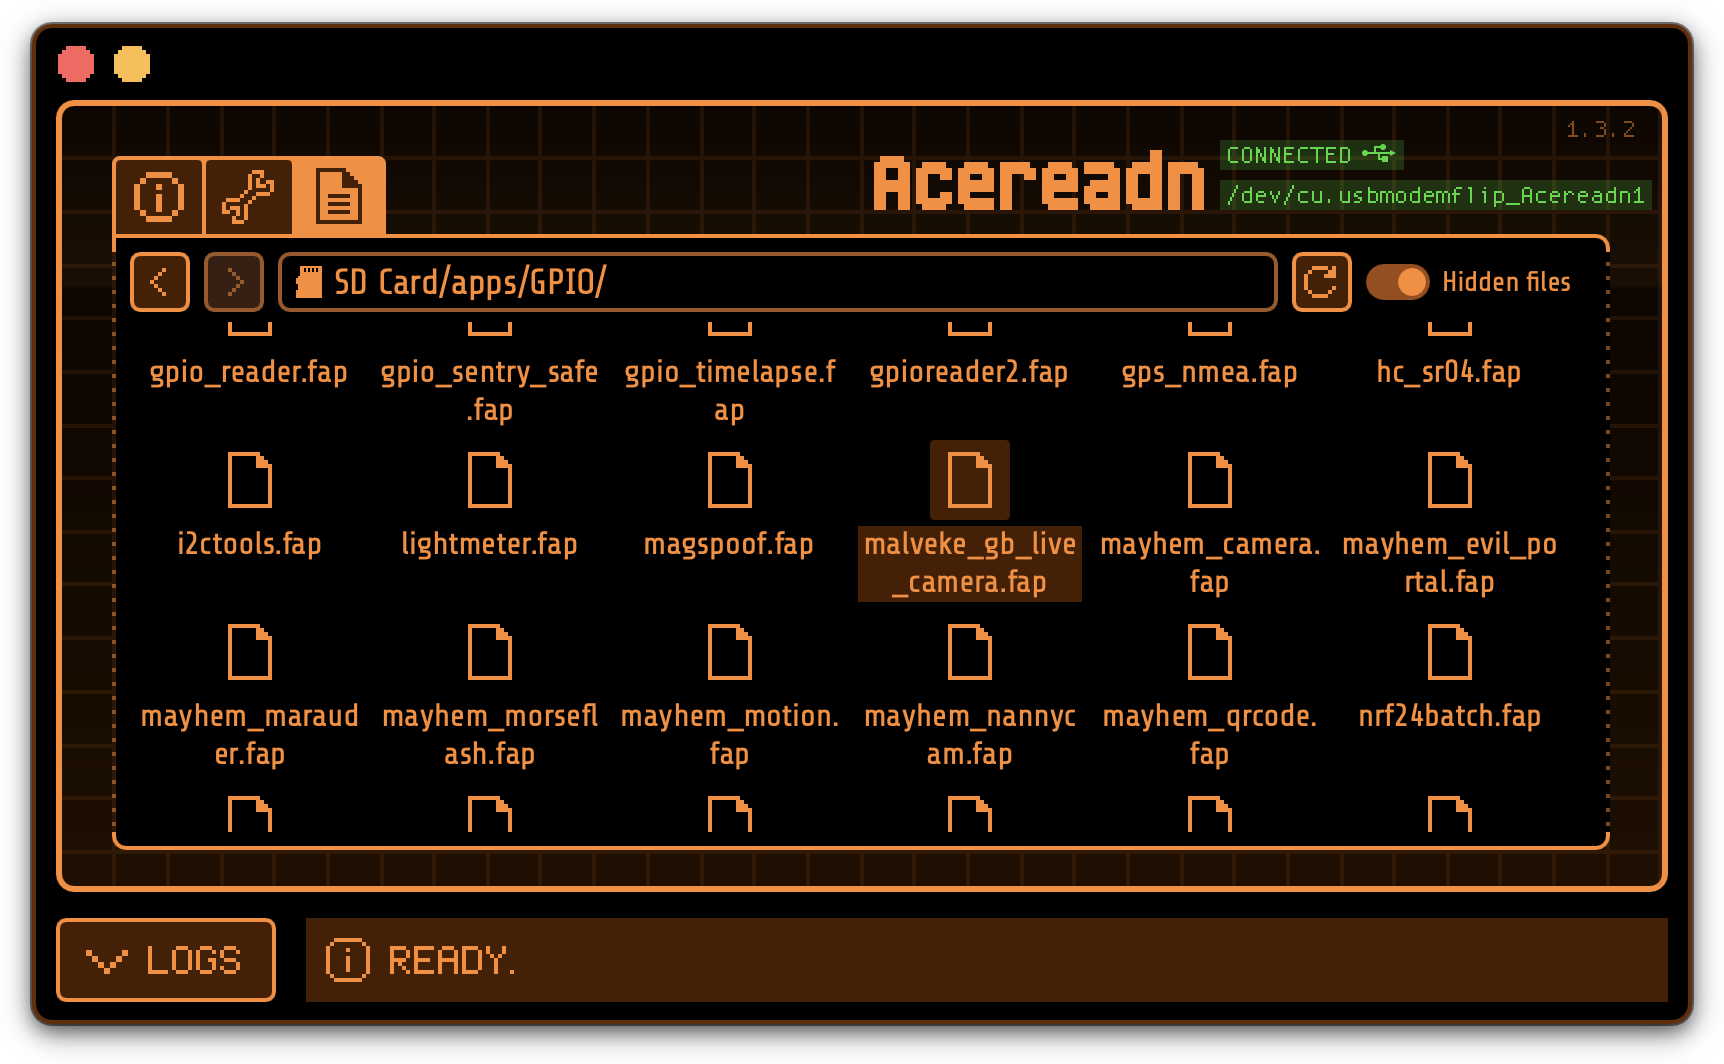 1.3.2
Acereadn
CONNECTED
/dev/cu.usbmodemflip_Acereadn1
SD Card/apps/GPIO/
Hidden files
gpio_reader.fap
gpio_sentry_safe
.fap
gpio_timelapse.f
ap
gpioreader2.fap
gps_nmea.fap
hc_sr04.fap
i2ctools.fap
lightmeter.fap
magspoof.fap
malveke_gb_live
_camera.fap
mayhem_camera.
fap
mayhem_evil_po
rtal.fap
mayhem_maraud
er.fap
mayhem_morsefl
ash.fap
mayhem_motion.
fap
mayhem_nannyc
am.fap
mayhem_qrcode.
fap
nrf24batch.fap
LOGS
READY.